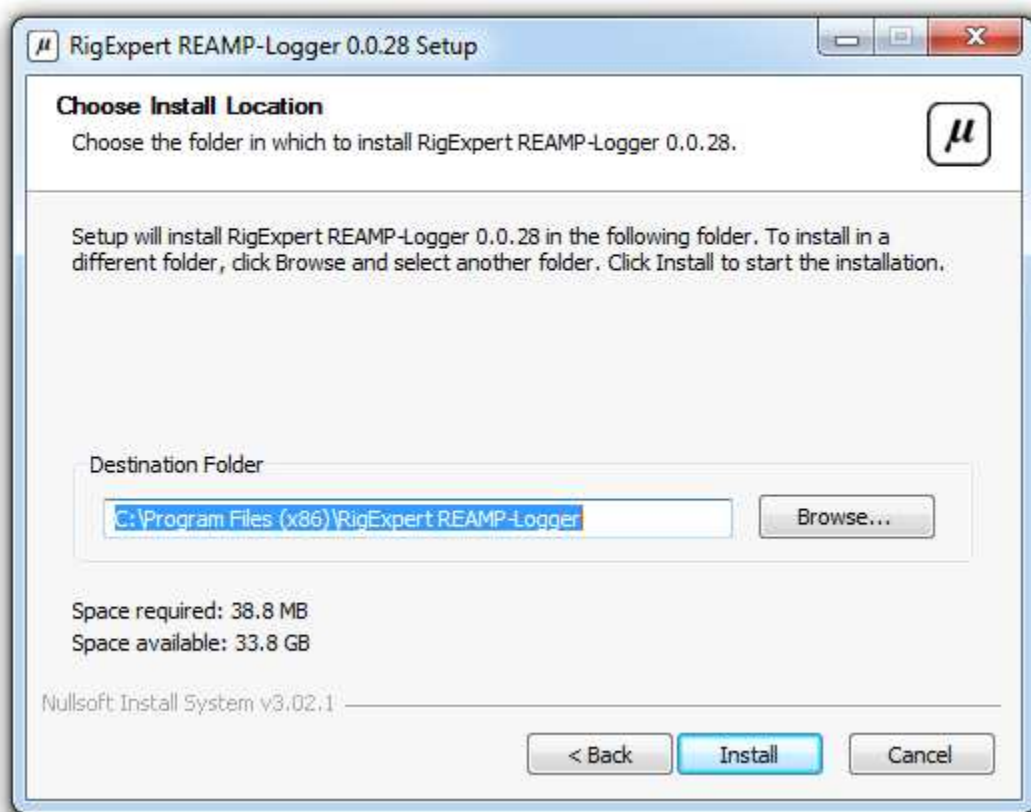 μ RigExpert REAMP-Logger 0.0.28 Setup
Choose Install Location
Choose the folder in which to install RigExpert REAMP-Logger 0.0.28.
μ
Setup will install RigExpert REAMP-Logger 0.0.28 in the following folder. To install in a
different folder, click Browse and select another folder. Click Install to start the installation.
Destination Folder
C:\Program Files (x86)\RigExpert REAMP-Logger
Browse...
Space required: 38.8 MB
Space available: 33.8 GB
Nullsoft Install System v3.02.1
< Back
Install
Cancel